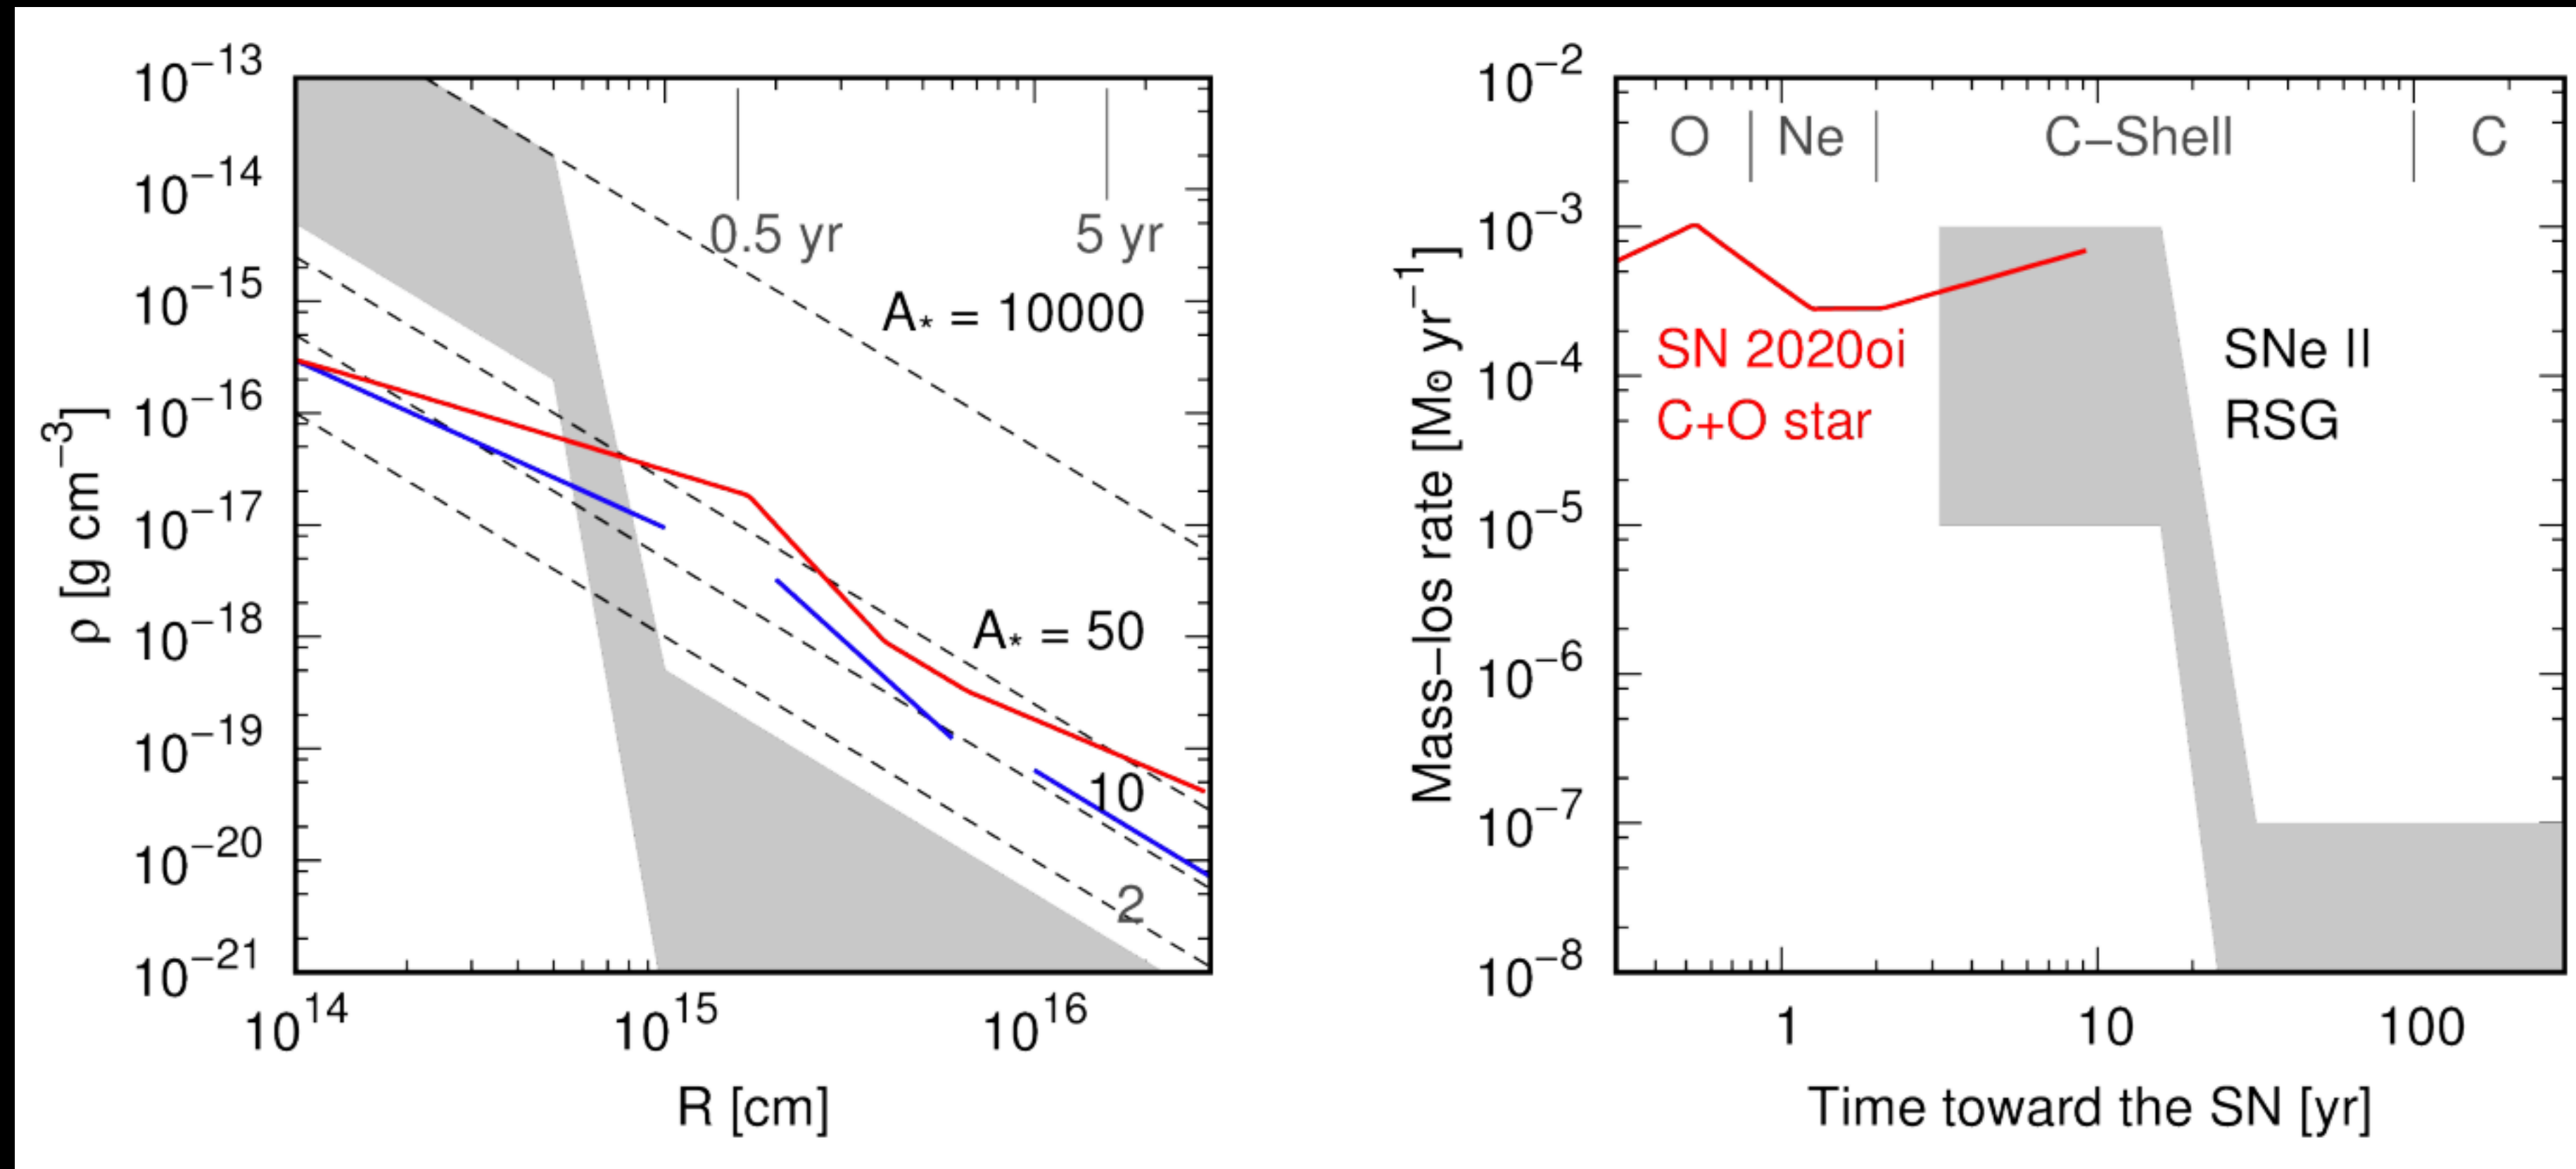 10−13
10−14
10−15
10−16
10−17
10−18
10−19
10−20
10−21
ρ [g cm−3]
10^14
10^15
10^16
R [cm]
0.5 yr
5 yr
A* = 10000
A* = 50
10
2
10−2
10−3
10−4
10−5
10−6
10−7
10−8
Mass−los rate [M⊙ yr−1]
O
Ne
C−Shell
C
SN 2020oi
C+O star
SNe II
RSG
1
10
100
Time toward the SN [yr]